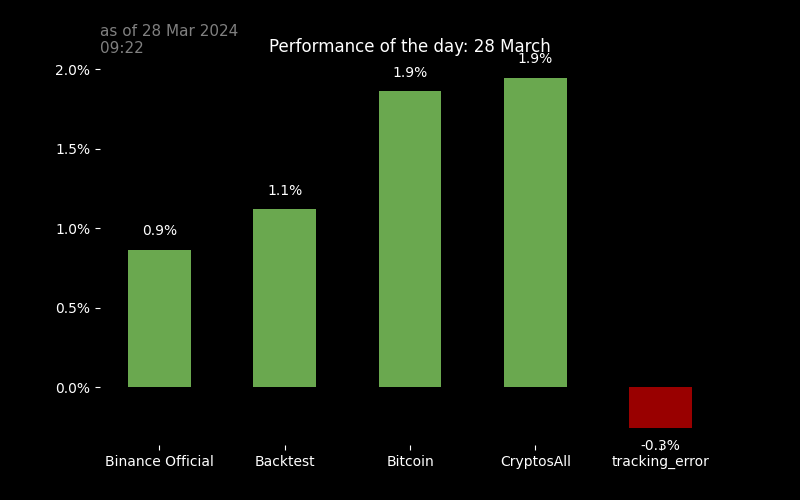 as of 28 Mar 2024
09:22
Performance of the day: 28 March
2.0%
1.5%
1.0%
0.5%
0.0%
0.9%
1.1%
1.9%
1.9%
-0.3%
Binance Official
Backtest
Bitcoin
CryptosAll
tracking_error